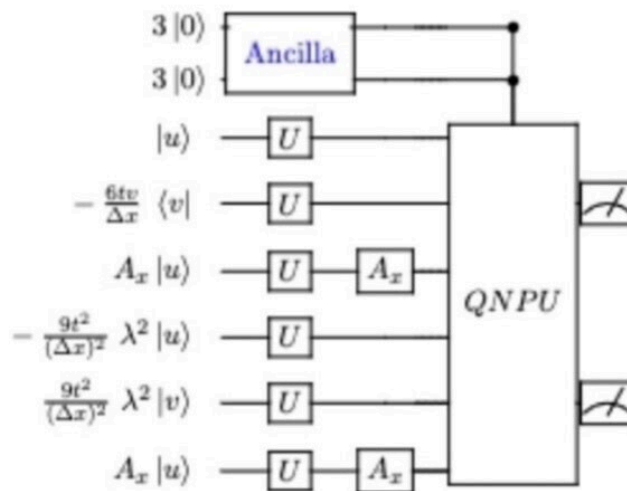 3 |0⟩ Ancilla
3 |0⟩
|u⟩ U
− 6tv/Δx ⟨v| U
A_x |u⟩ U A_x
QNPU
− 9t²/(Δx)² λ² |u⟩ U
9t²/(Δx)² λ² |v⟩ U
A_x |u⟩ U A_x